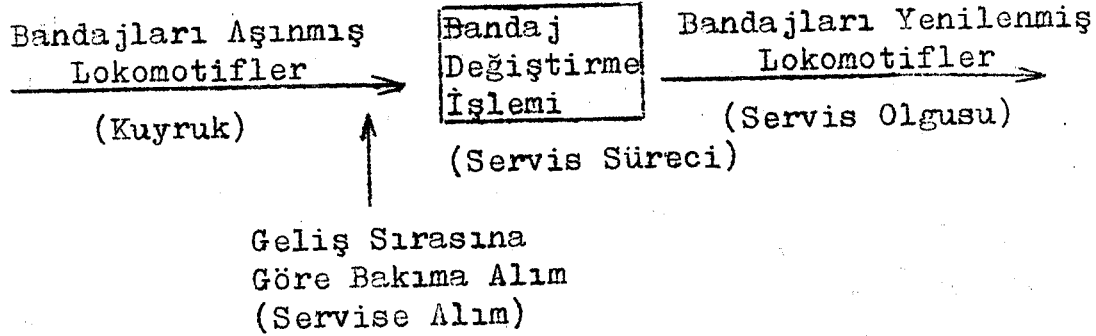 Bandajları Aşınmış
Lokomotifler
(Kuyruk)
Bandaj
Değiştirme
İşlemi
(Servis Süreci)
Bandajları Yenilenmiş
Lokomotifler
(Servis Olgusu)
Geliş Sırasına
Göre Bakıma Alım
(Servise Alım)